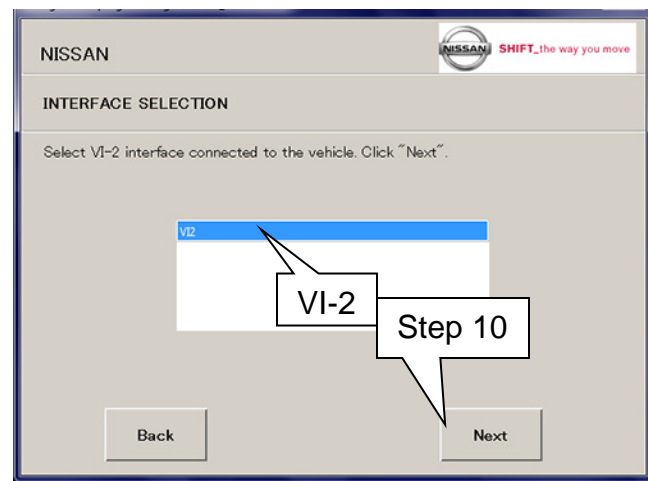 NISSAN
NISSAN SHIFT_the way you move
INTERFACE SELECTION
Select VI-2 interface connected to the vehicle. Click ˝Next˝.
VI2
VI-2
Step 10
Back
Next